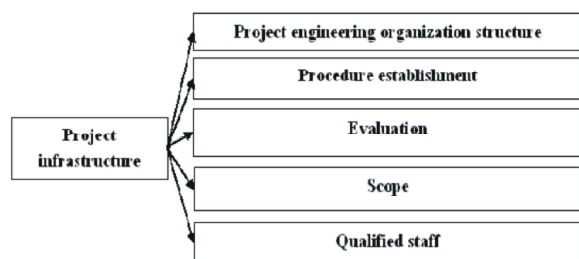 Project engineering organization structure
Procedure establishment
Evaluation
Project
infrastructure
Scope
Qualified staff